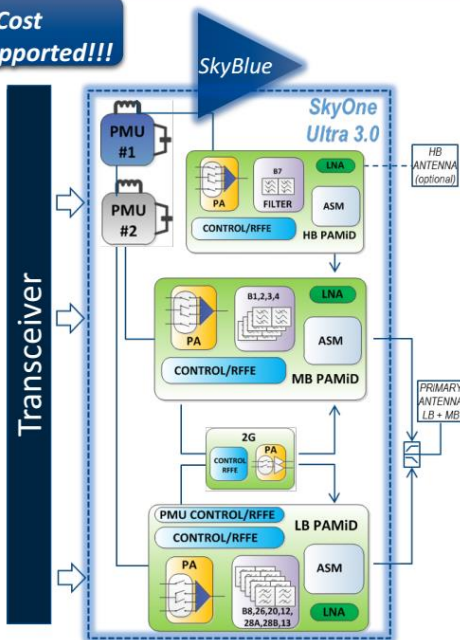 Cost
pported!!!
SkyBlue
SkyOne
Ultra 3.0
Transceiver
PMU
#1
PMU
#2
PA
B7
FILTER
LNA
ASM
CONTROL/RFFE
HB PAMiD
HB
ANTENNA
(optional)
PA
B1,2,3,4
LNA
ASM
CONTROL/RFFE
MB PAMiD
PRIMARY
ANTENNA
LB + MB
2G
CONTROL
RFFE
PA
PMU CONTROL/RFFE
LB PAMiD
CONTROL/RFFE
PA
ASM
B8,26,20,12,
28A,28B,13
LNA